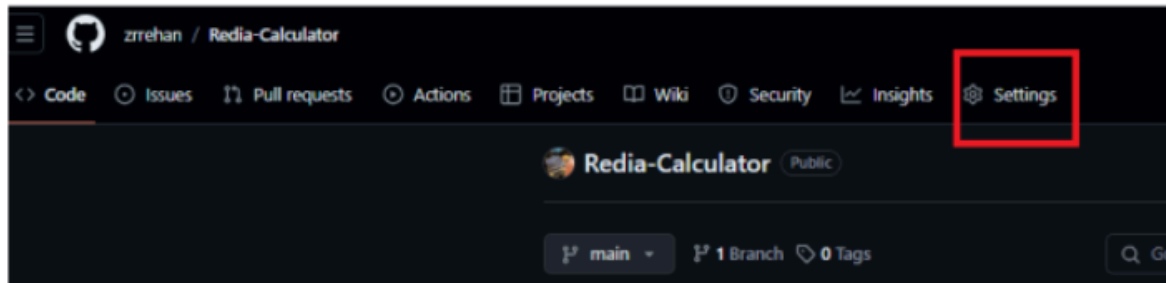 zrrehan / Redia-Calculator
Code Issues Pull requests Actions Projects Wiki Security Insights Settings
Redia-Calculator Public
main 1 Branch 0 Tags